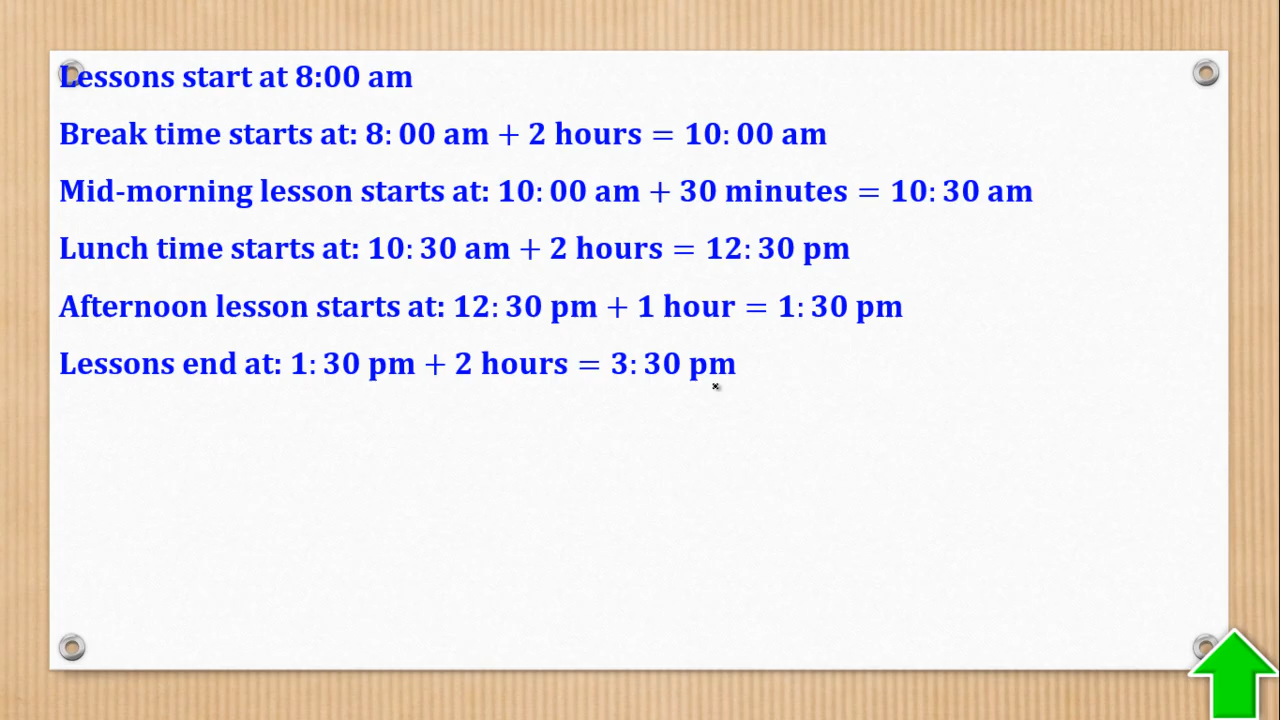 Lessons start at 8:00 am
Break time starts at: 8: 00 am + 2 hours = 10: 00 am
Mid-morning lesson starts at: 10: 00 am + 30 minutes = 10: 30 am
Lunch time starts at: 10: 30 am + 2 hours = 12: 30 pm
Afternoon lesson starts at: 12: 30 pm + 1 hour = 1: 30 pm
Lessons end at: 1: 30 pm + 2 hours = 3: 30 pm